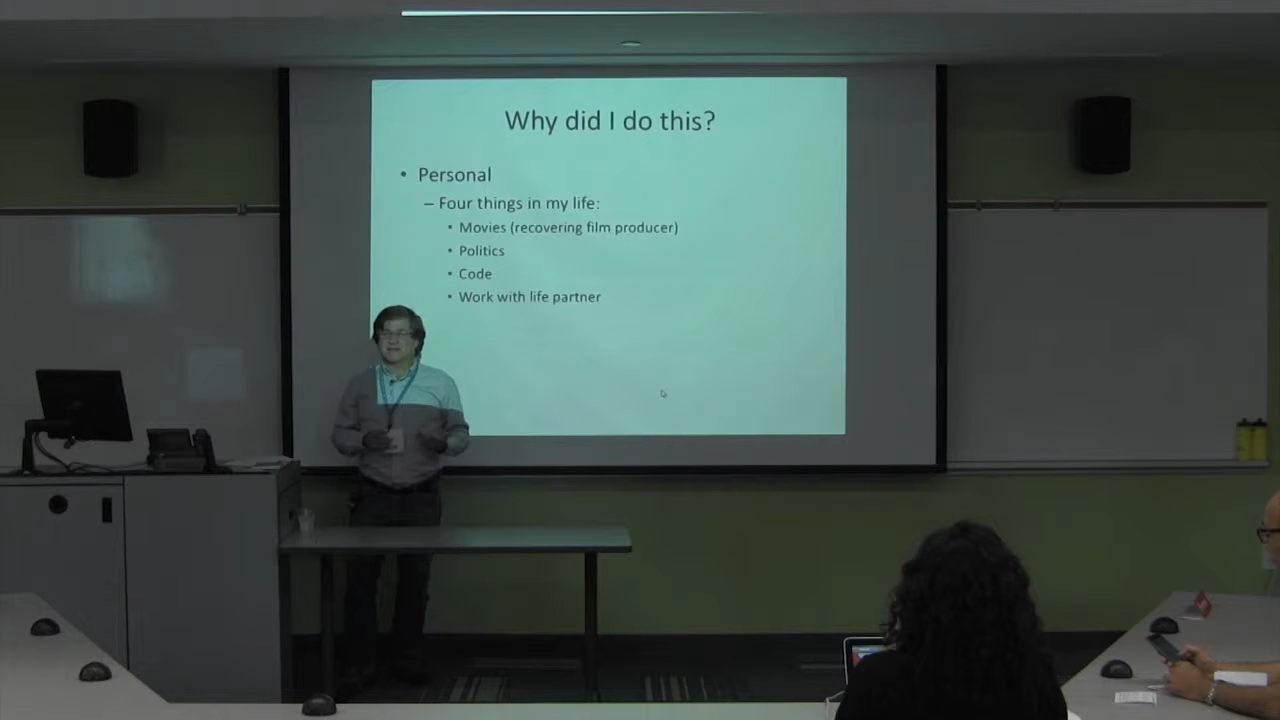 Why did I do this?
• Personal
– Four things in my life:
• Movies (recovering film producer)
• Politics
• Code
• Work with life partner